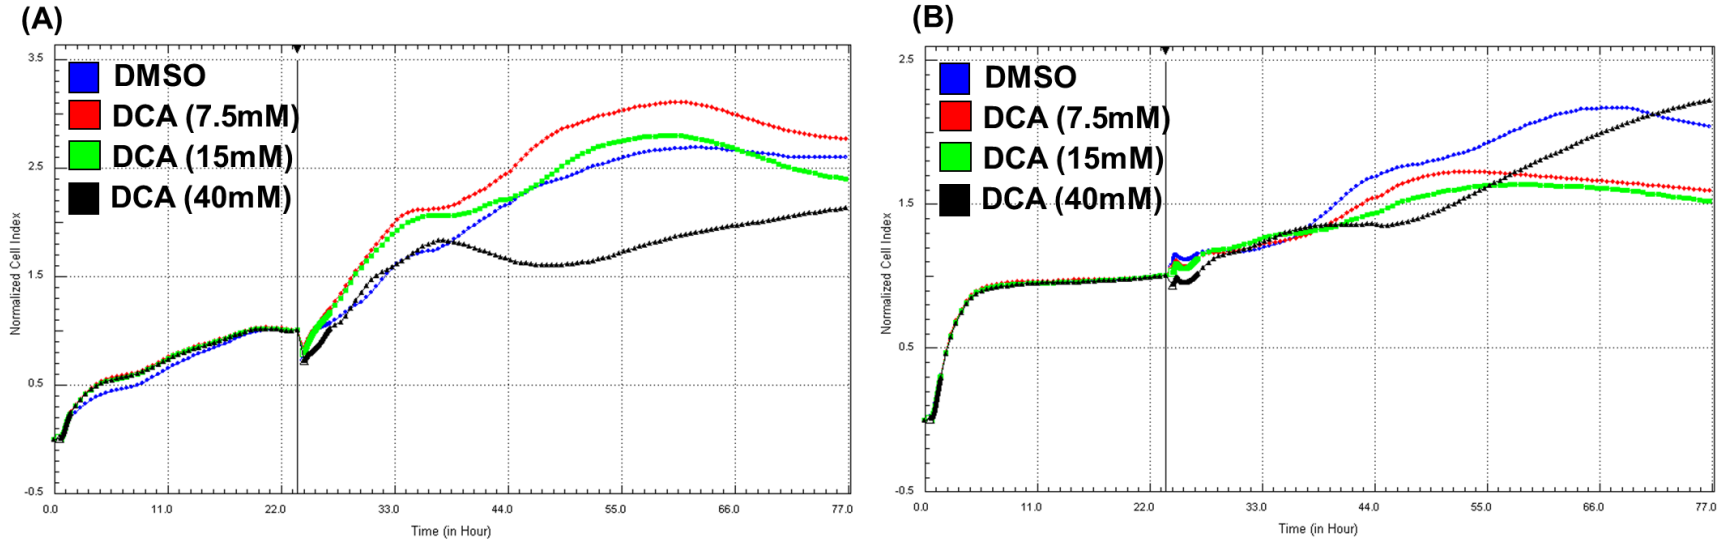 (A)
3.5
2.5
1.5
0.5
-0.5
Normalized Cell Index
DMSO
DCA (7.5mM)
DCA (15mM)
DCA (40mM)
0.0 11.0 22.0 33.0 44.0 55.0 66.0 77.0
Time (in Hour)
(B)
2.5
1.5
0.5
-0.5
Normalized Cell Index
DMSO
DCA (7.5mM)
DCA (15mM)
DCA (40mM)
0.0 11.0 22.0 33.0 44.0 55.0 66.0 77.0
Time (in Hour)